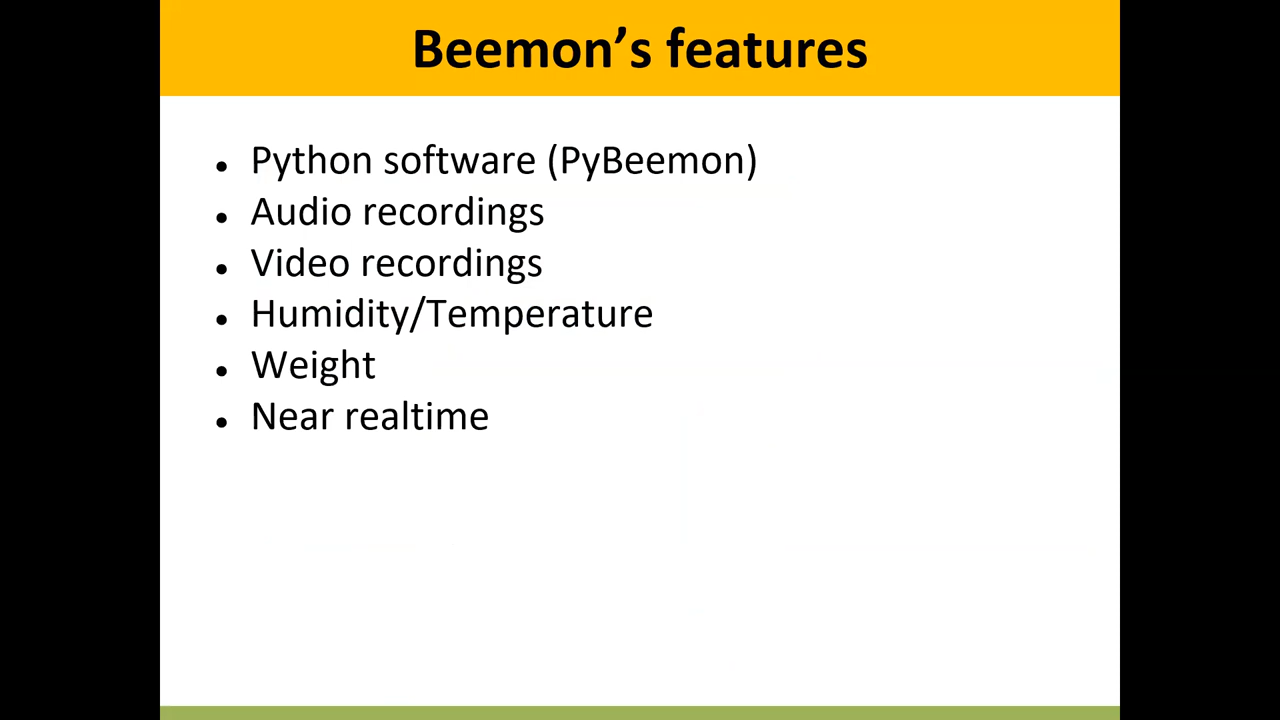 Beemon’s features
• Python software (PyBeemon)
• Audio recordings
• Video recordings
• Humidity/Temperature
• Weight
• Near realtime